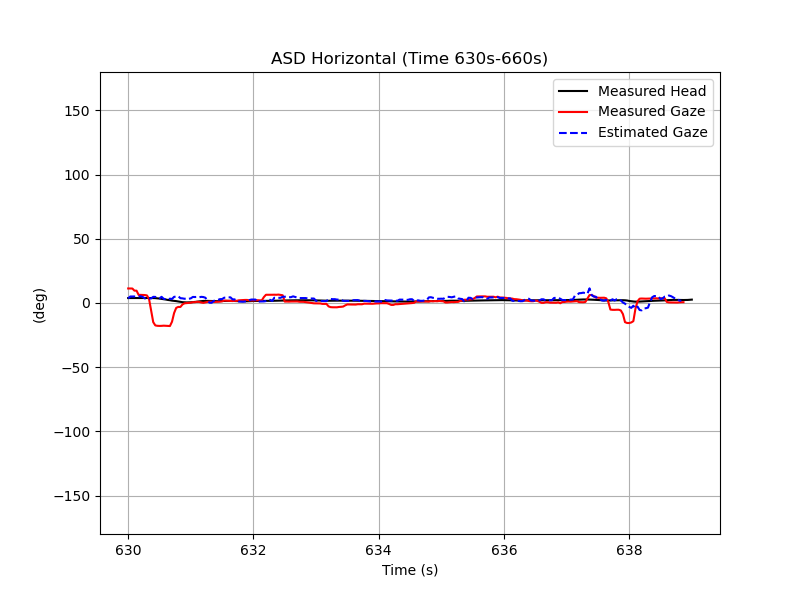 ASD Horizontal (Time 630s-660s)
Measured Head
Measured Gaze
Estimated Gaze
150
100
50
0
−50
−100
−150
(deg)
630 632 634 636 638
Time (s)